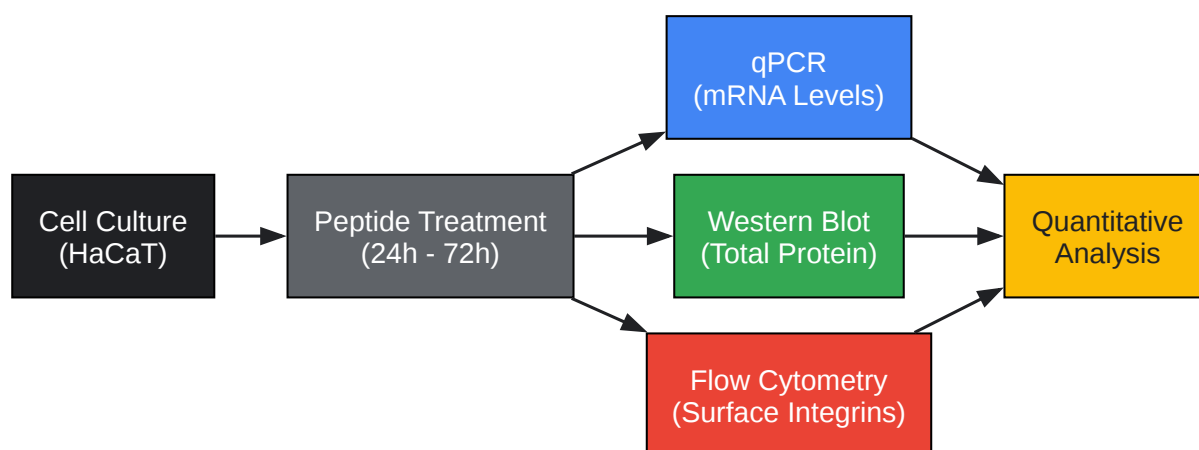 Cell Culture
(HaCaT)
Peptide Treatment
(24h - 72h)
qPCR
(mRNA Levels)
Western Blot
(Total Protein)
Flow Cytometry
(Surface Integrins)
Quantitative
Analysis